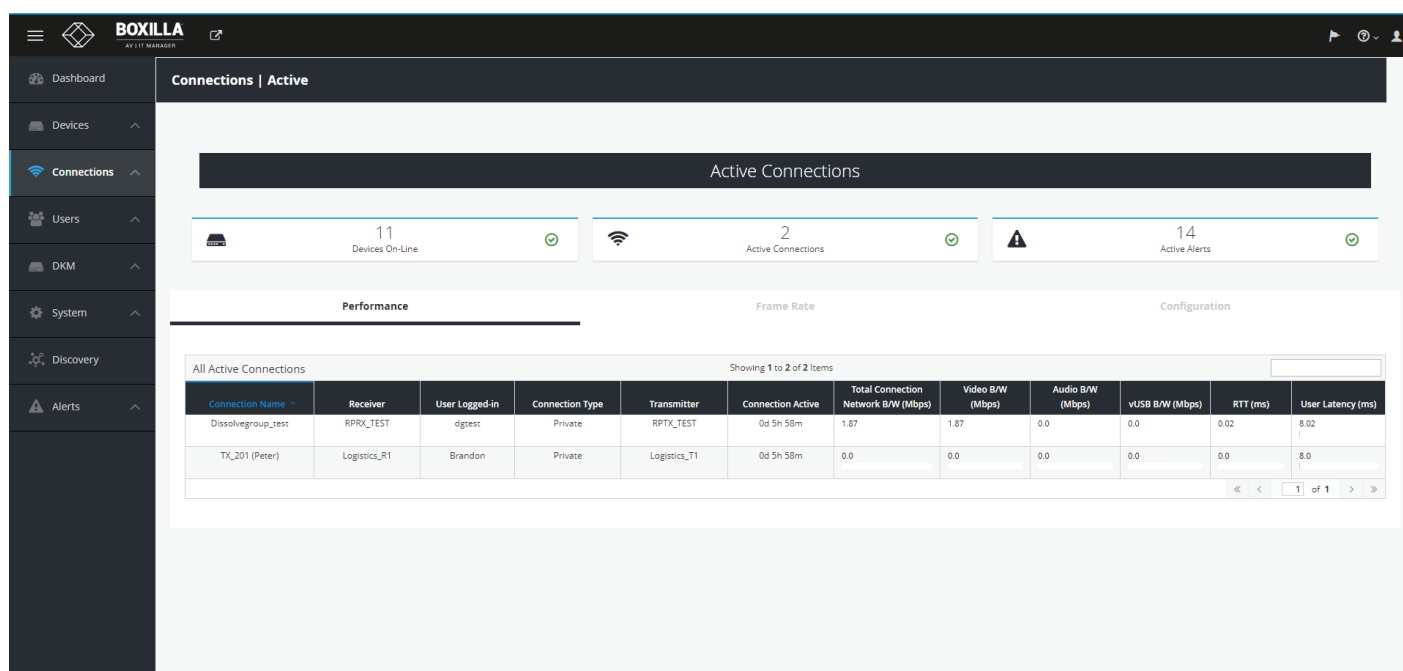 BOXILLA
AV | IT MANAGER
Dashboard
Connections | Active
Devices
Active Connections
Connections
Users
11
Devices On-Line
2
Active Connections
14
Active Alerts
DKM
System
Performance Frame Rate Configuration
Discovery
All Active Connections Showing 1 to 2 of 2 Items
Alerts
Connection Name Receiver User Logged-in Connection Type Transmitter Connection Active Total Connection Network B/W (Mbps) Video B/W (Mbps) Audio B/W (Mbps) vUSB B/W (Mbps) RTT (ms) User Latency (ms)
Dissolvegroup_test RPRX_TEST dgtest Private RPTX_TEST 0d 5h 58m 1.87 1.87 0.0 0.0 0.02 8.02
TX_201 (Peter) Logistics_R1 Brandon Private Logistics_T1 0d 5h 58m 0.0 0.0 0.0 0.0 0.0 8.0
« < 1 of 1 > »